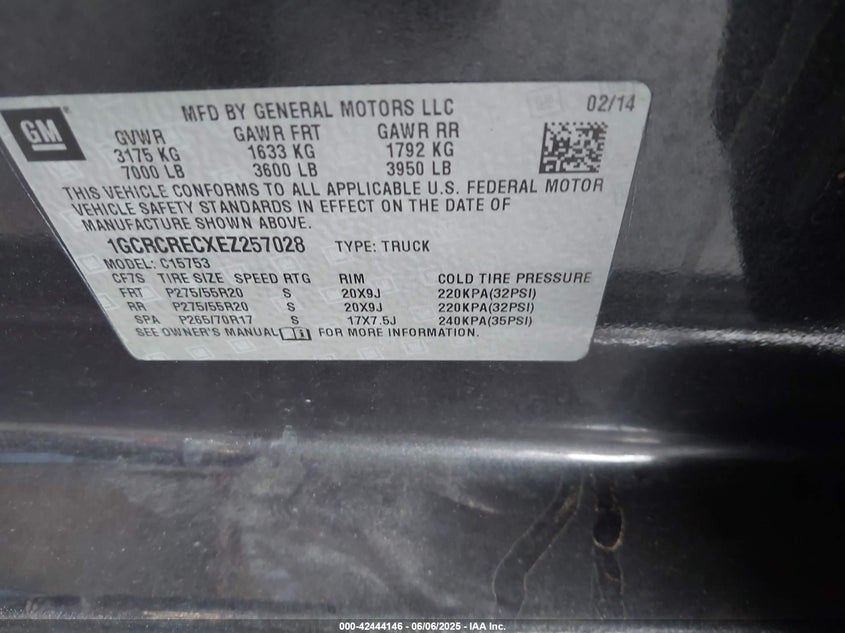 GM
MFD BY GENERAL MOTORS LLC 02/14
GVWR GAWR FRT GAWR RR
3175 KG 1633 KG 1792 KG
7000 LB 3600 LB 3950 LB
THIS VEHICLE CONFORMS TO ALL APPLICABLE U.S. FEDERAL MOTOR
VEHICLE SAFETY STANDARDS IN EFFECT ON THE DATE OF
MANUFACTURE SHOWN ABOVE.
1GCRCRECXEZ257028 TYPE: TRUCK
MODEL: C15753
CF7S TIRE SIZE SPEED RTG RIM COLD TIRE PRESSURE
FRT P275/55R20 S 20X9J 220KPA(32PSI)
RR P275/55R20 S 20X9J 220KPA(32PSI)
SPA P265/70R17 S 17X7.5J 240KPA(35PSI)
SEE OWNER'S MANUAL FOR MORE INFORMATION.
000-42444146 - 06/06/2025 - IAA Inc.